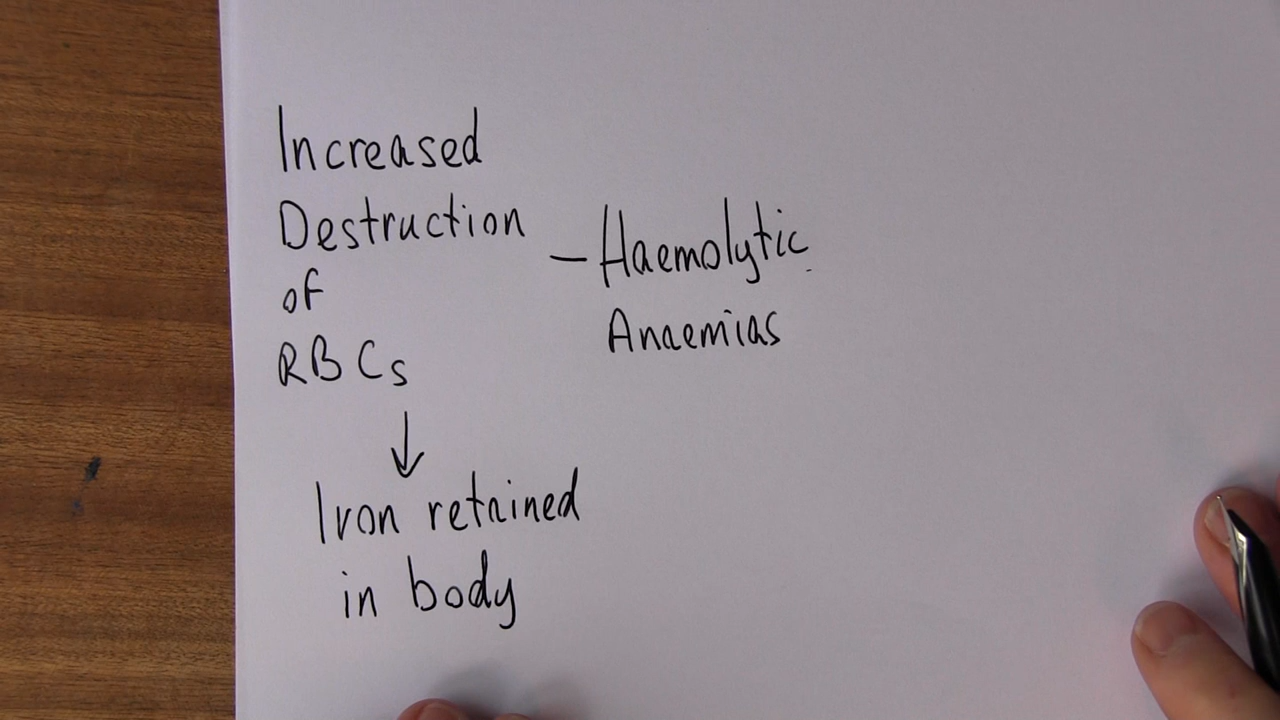 Increased
Destruction
of
RBCs
– Haemolytic
Anaemias
↓
Iron retained
in body